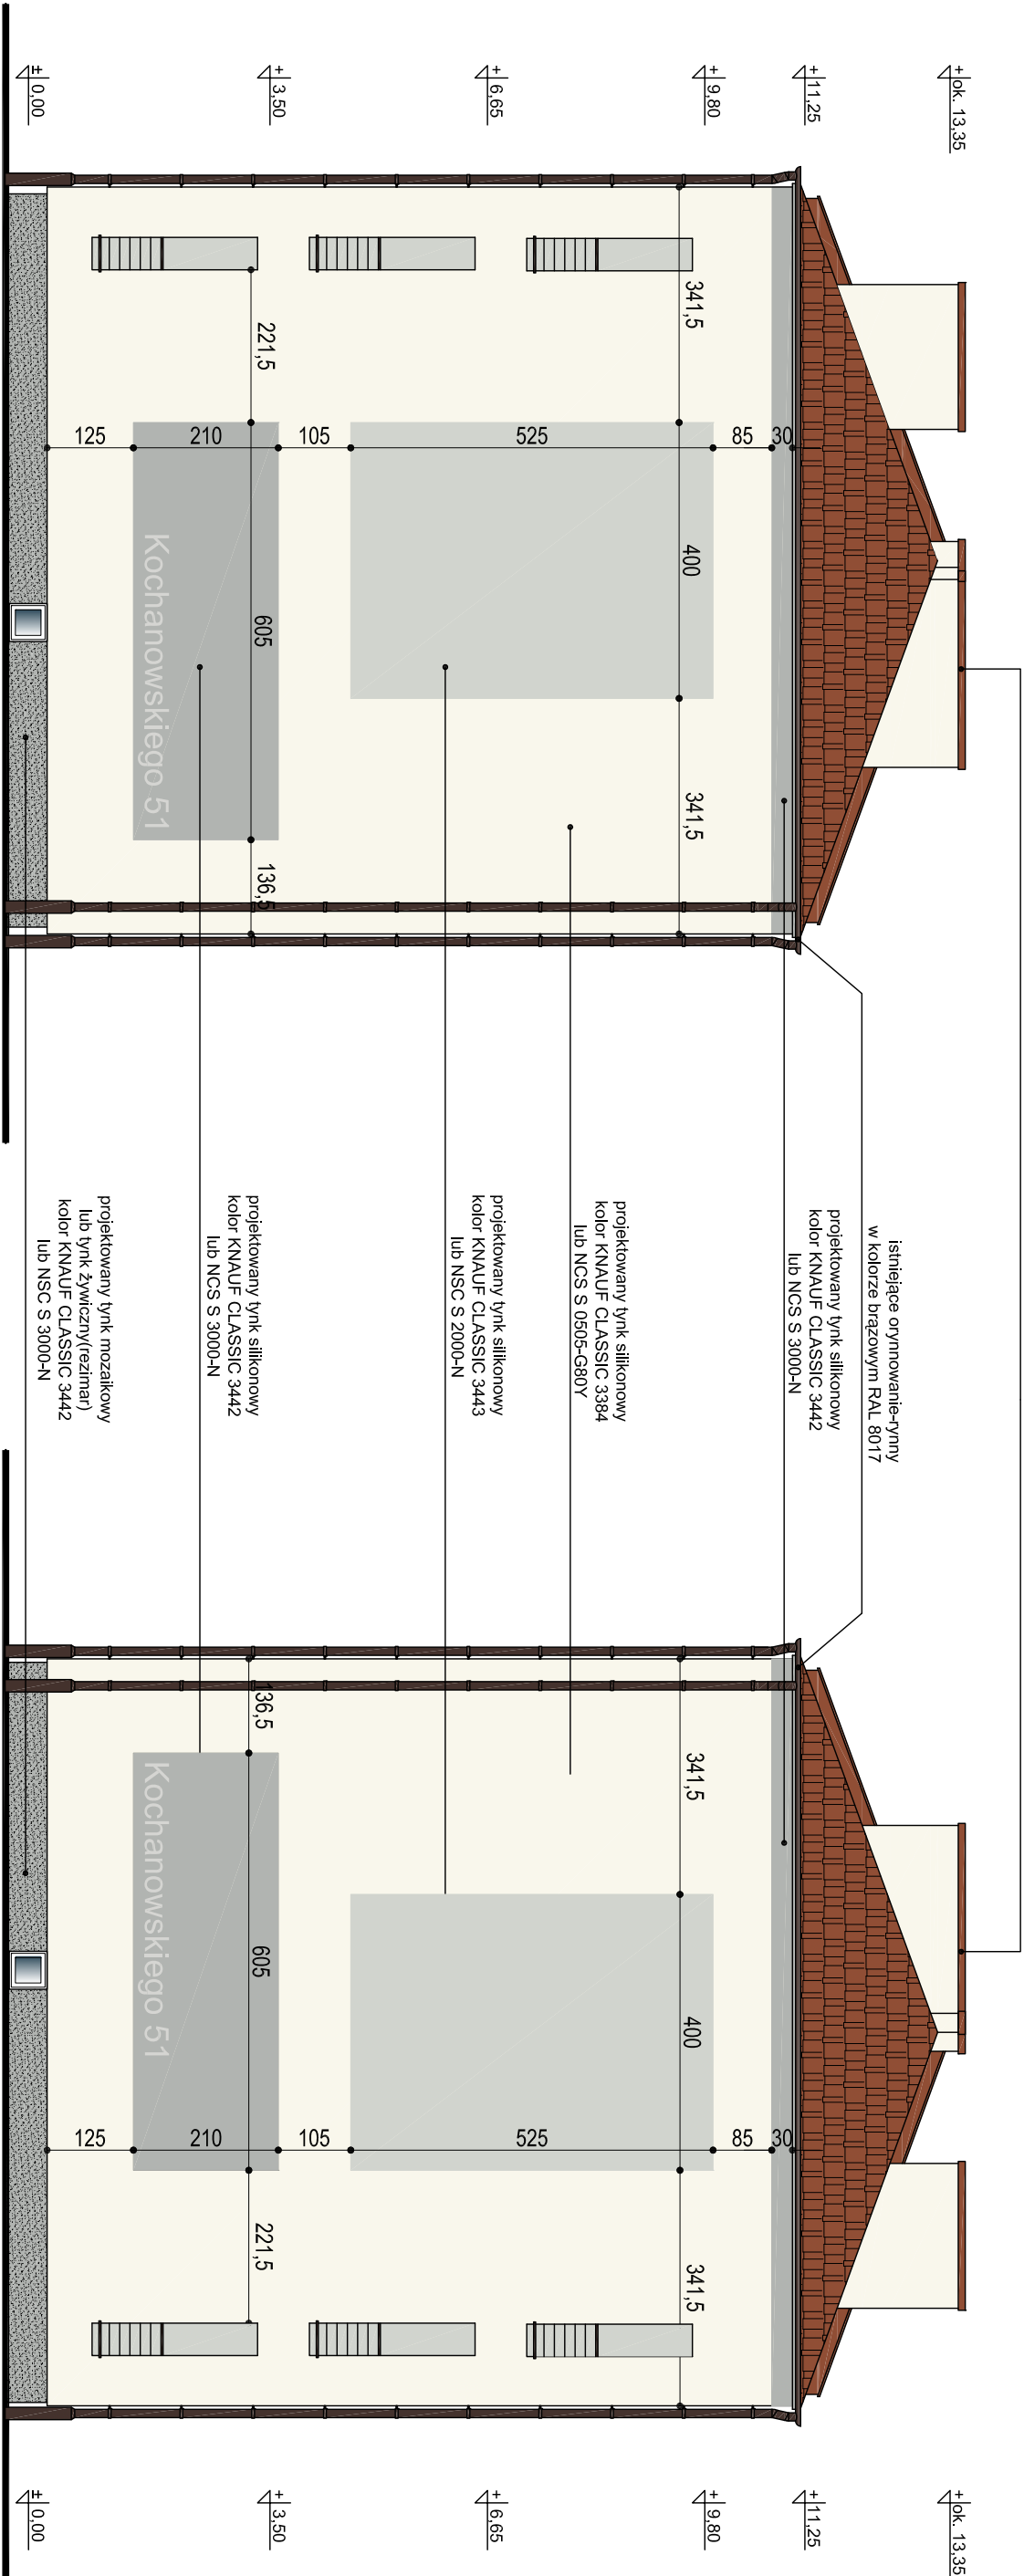 + ok. 13,35
+ 11,25
+ 9,80
+ 6,65
+ 3,50
± 0,00
341,5
400
341,5
221,5
605
136,5
125
210
105
525
85
30
Kochanowskiego 51
istniejące orynnowanie-rynny
w kolorze brązowym RAL 8017
projektowany tynk silikonowy
kolor KNAUF CLASSIC 3442
lub NCS S 3000-N
projektowany tynk silikonowy
kolor KNAUF CLASSIC 3384
lub NCS S 0505-G80Y
projektowany tynk silikonowy
kolor KNAUF CLASSIC 3443
lub NSC S 2000-N
projektowany tynk silikonowy
kolor KNAUF CLASSIC 3442
lub NCS S 3000-N
projektowany tynk mozaikowy
lub tynk żywiczny(rezimar)
kolor KNAUF CLASSIC 3442
lub NSC S 3000-N
341,5
400
341,5
136,5
605
221,5
125
210
105
525
85
30
Kochanowskiego 51
+ ok. 13,35
+ 11,25
+ 9,80
+ 6,65
+ 3,50
± 0,00